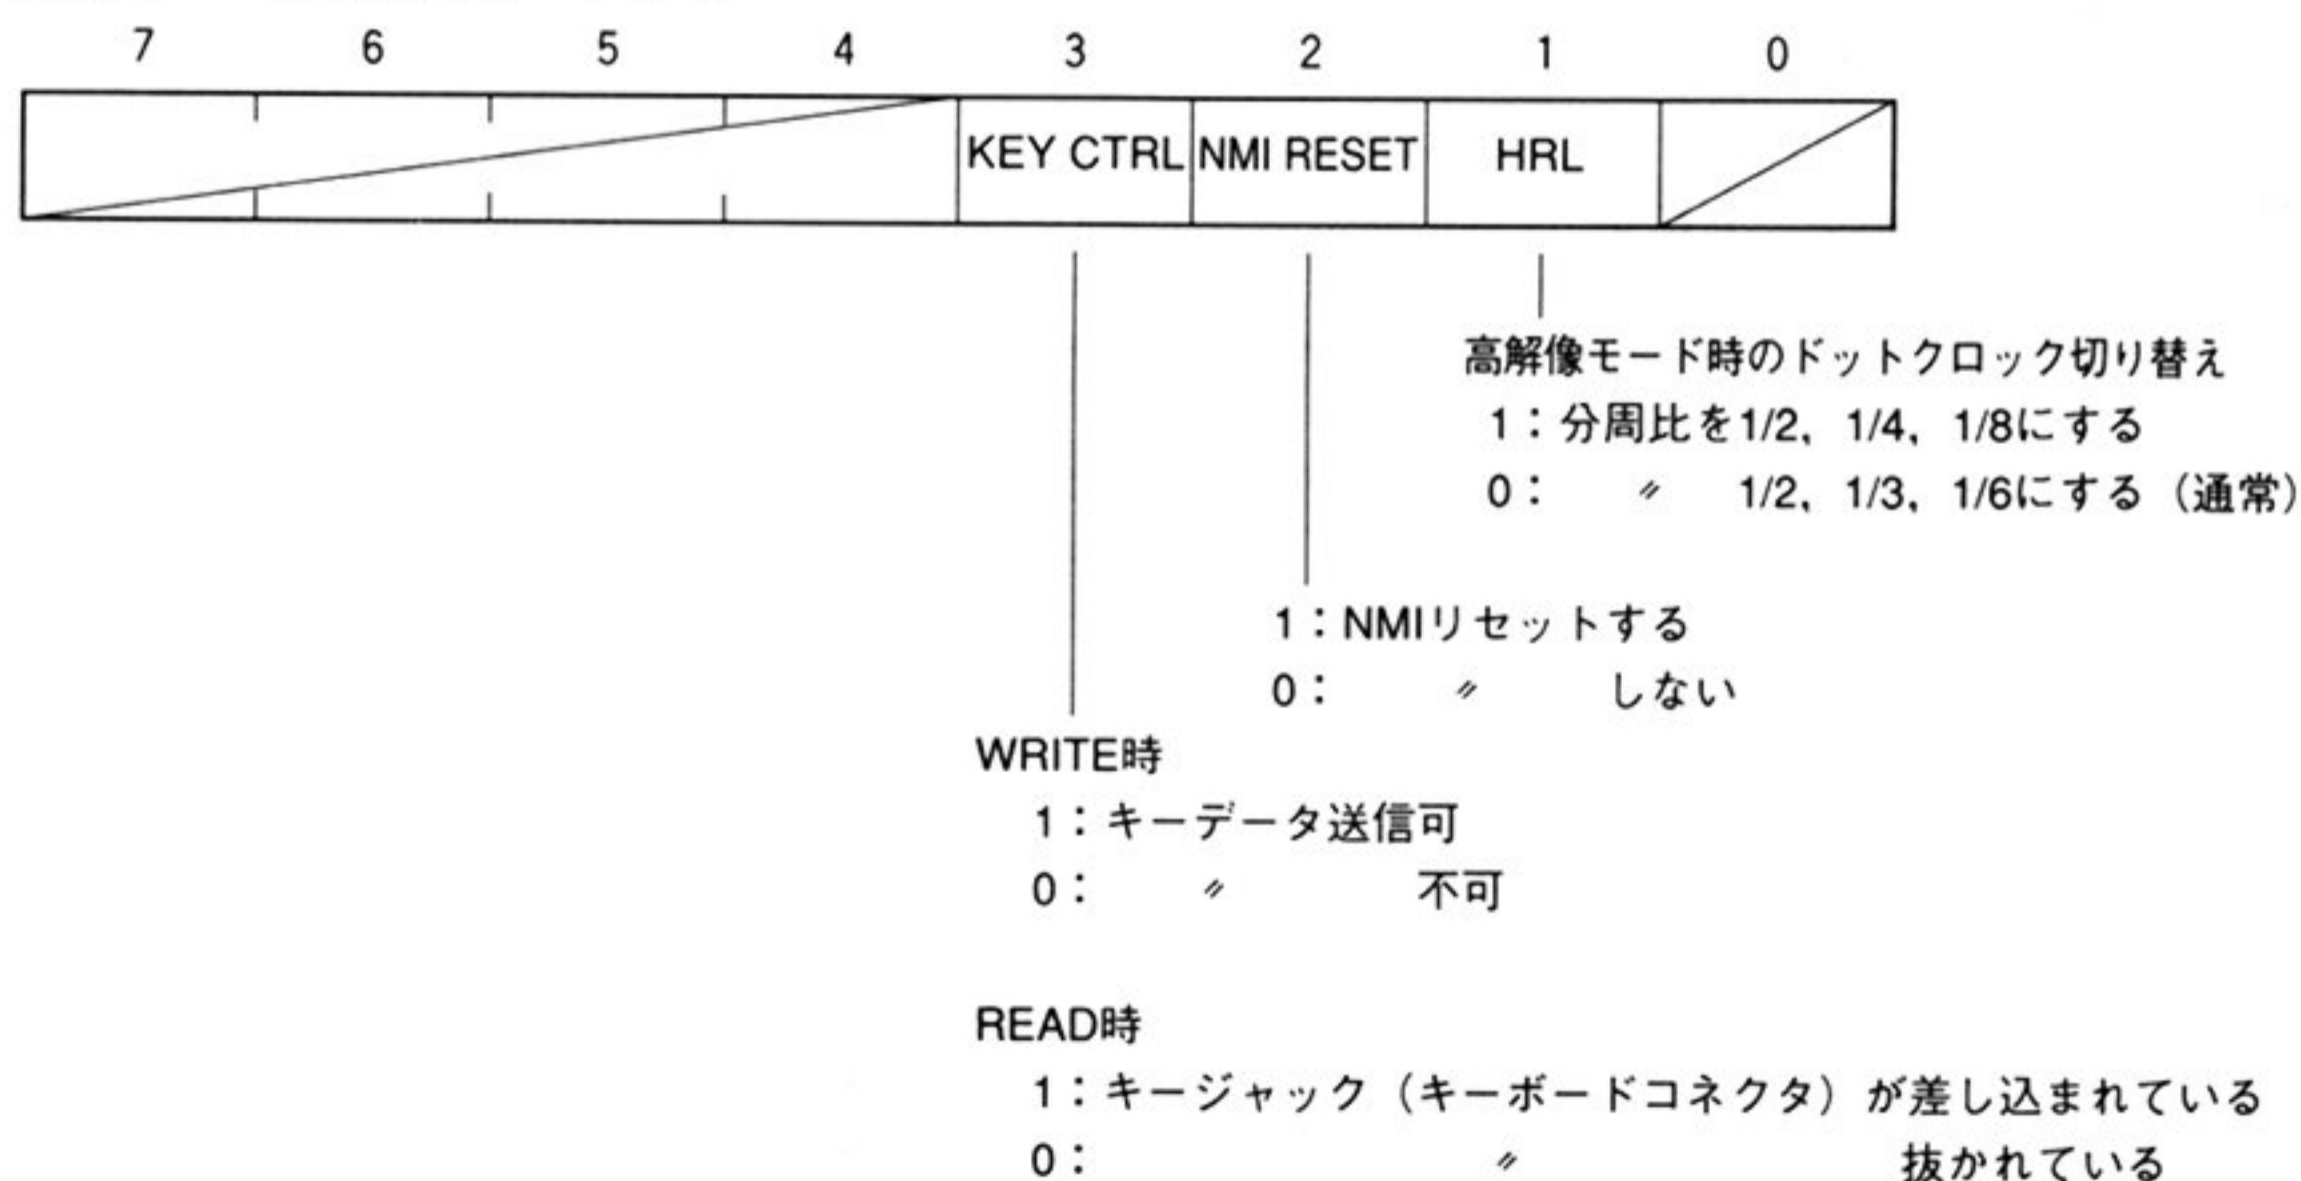 7 6 5 4 3 2 1 0
KEY CTRL NMI RESET HRL
高解像モード時のドットクロック切り替え
1：分周比を1/2, 1/4, 1/8にする
0： 〃 1/2, 1/3, 1/6にする（通常）
1：NMIリセットする
0： 〃 しない
WRITE時
1：キーデータ送信可
0： 〃 不可
READ時
1：キージャック（キーボードコネクタ）が差し込まれている
0： 〃 抜かれている